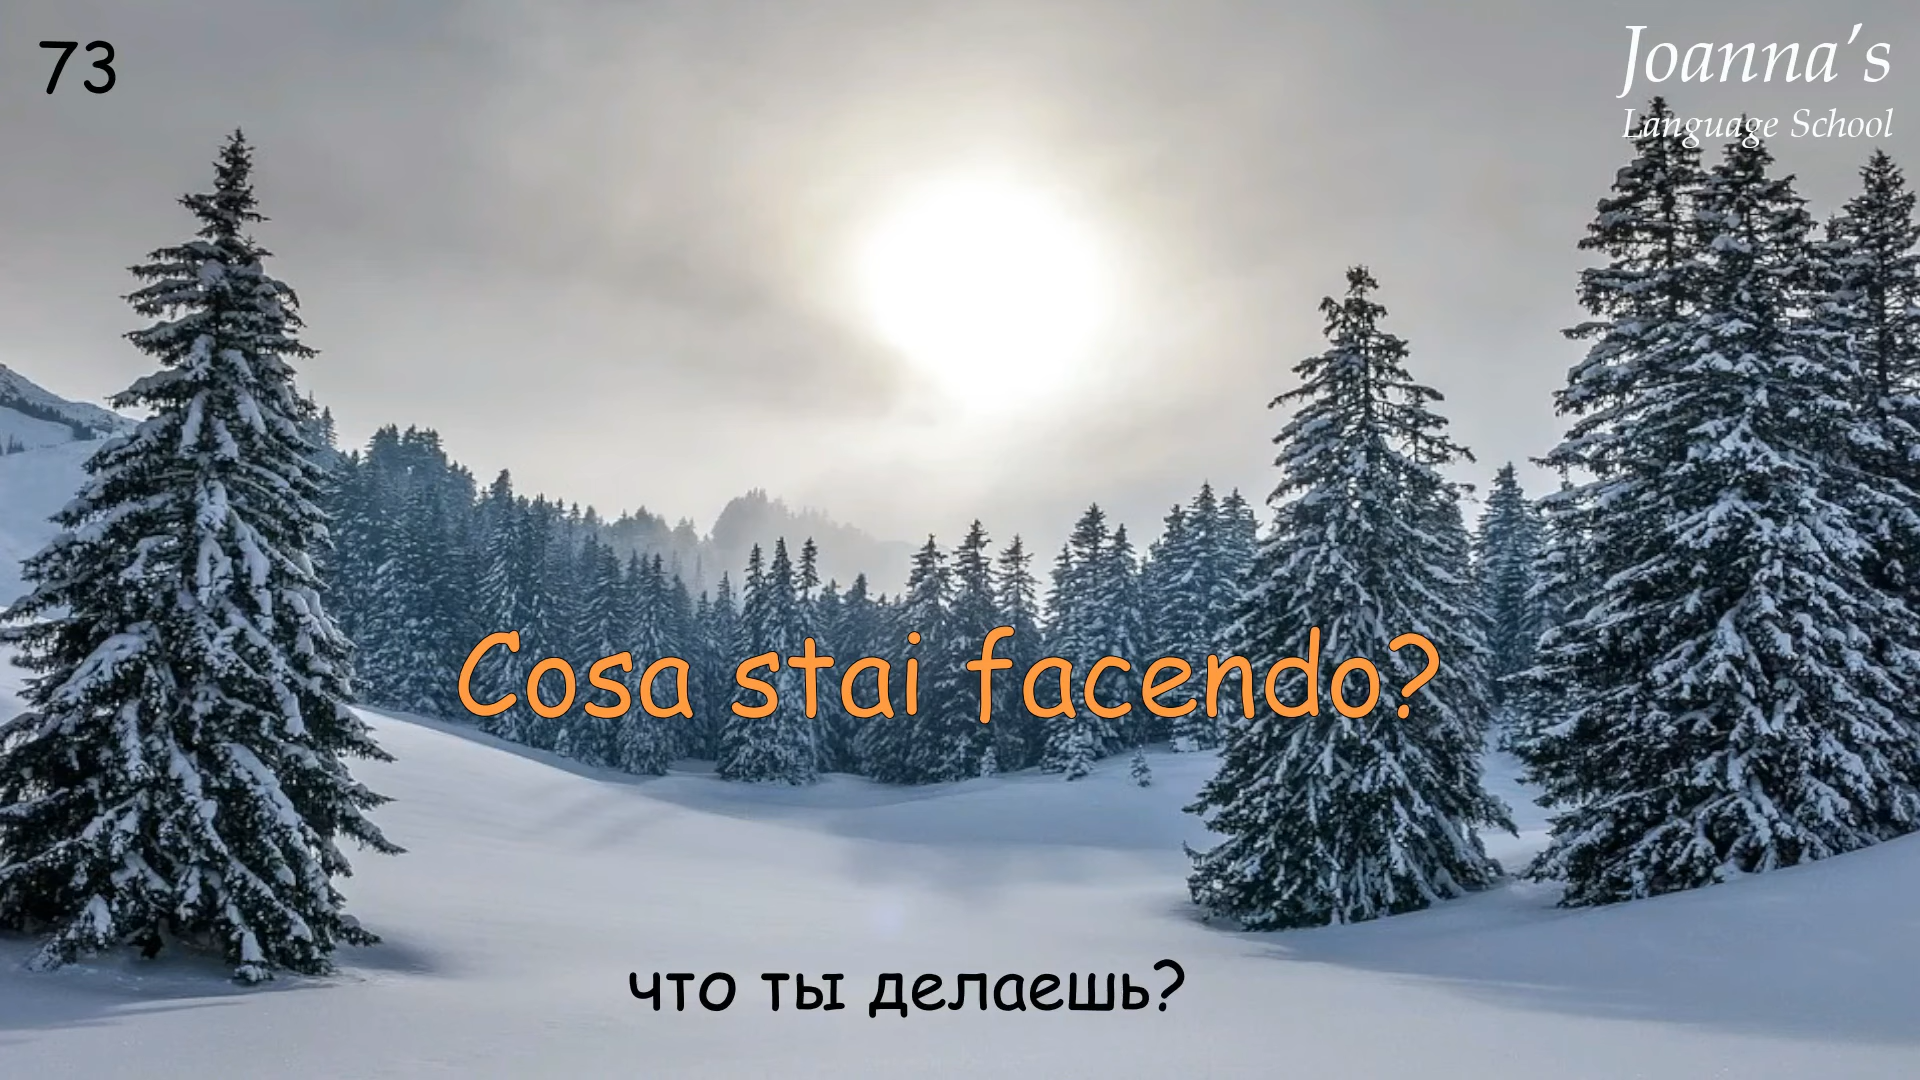 73
Joanna's
Language School
Cosa stai facendo?
что ты делаешь?